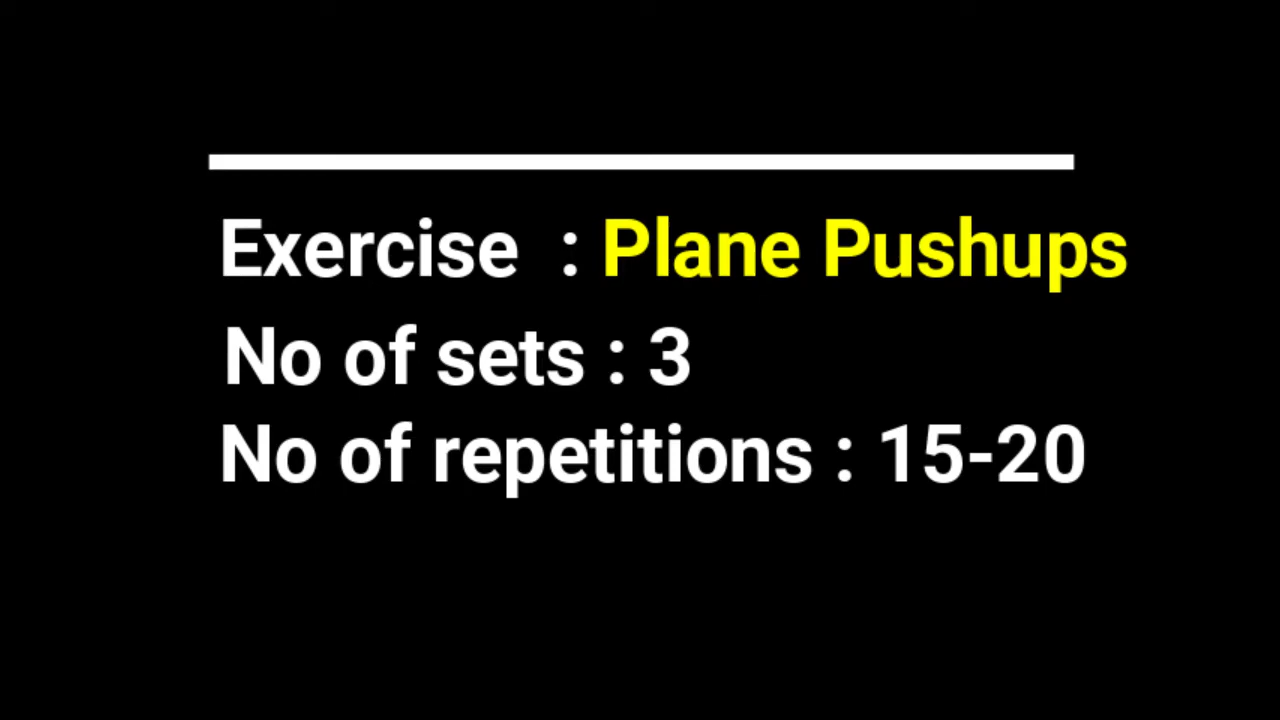 Exercise : Plane Pushups
No of sets : 3
No of repetitions : 15-20